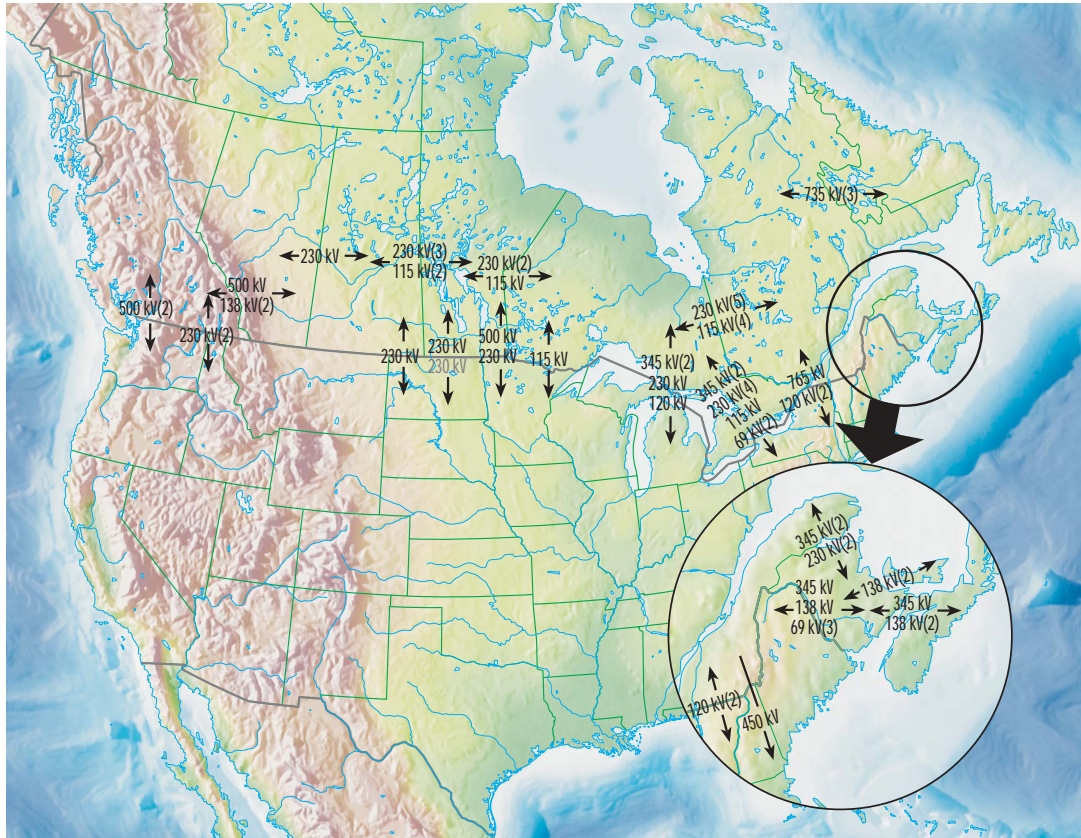 735 kV(3)
230 kV
230 kV(3)
115 kV(2)
230 kV(2)
115 kV
500 kV
138 kV(2)
500 kV(2)
230 kV(2)
230 kV
230 kV
230 kV
500 kV
230 kV
115 kV
345 kV(2)
230 kV
120 kV
230 kV(5)
115 kV(4)
345 kV(2)
230 kV(4)
115 kV
69 kV(2)
765 kV
120 kV(2)
345 kV(2)
230 kV(2)
138 kV(2)
345 kV
138 kV
69 kV(3)
345 kV
138 kV(2)
120 kV(2)
450 kV